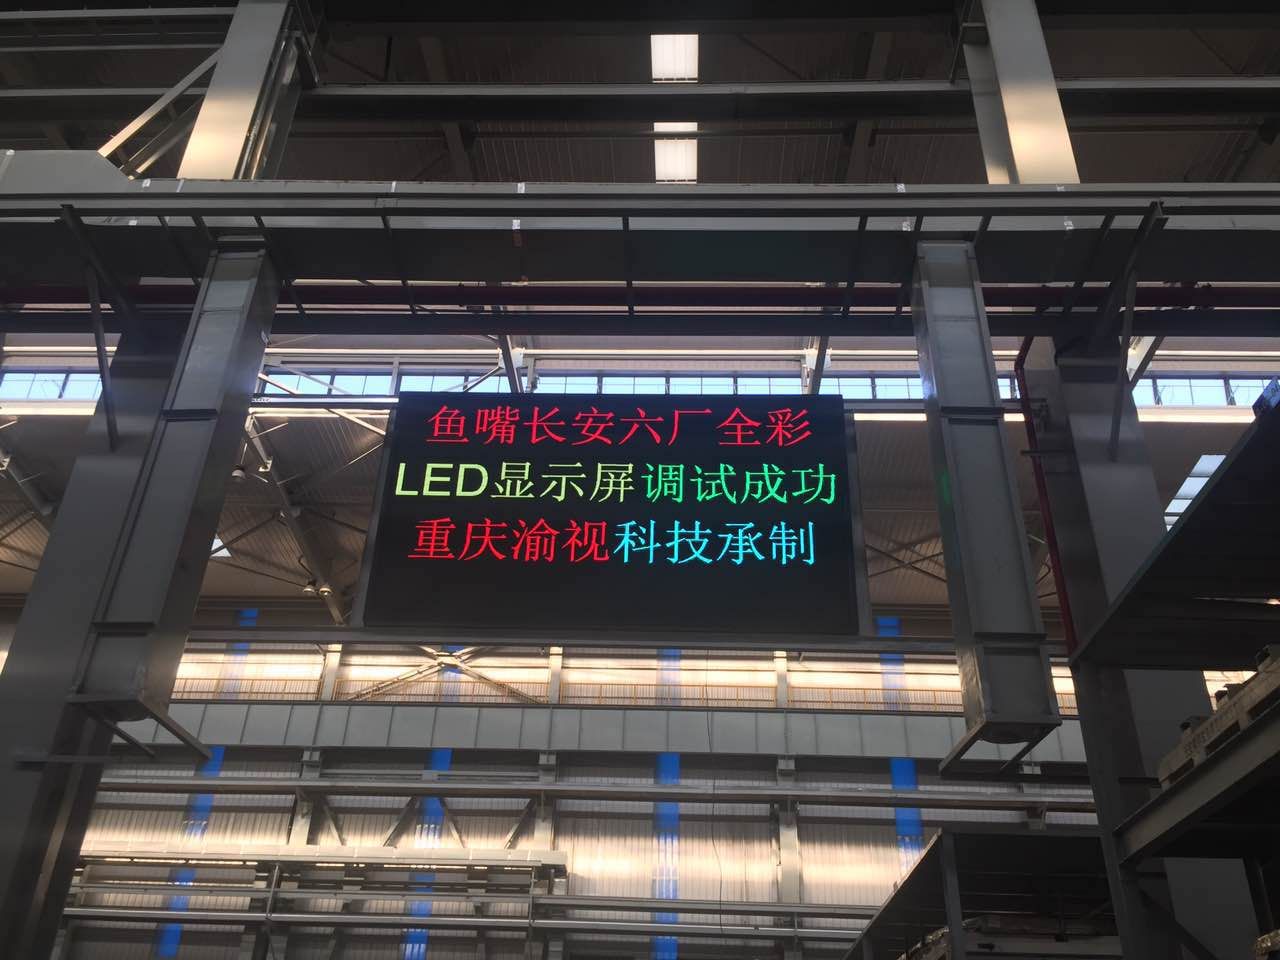 鱼嘴长安六厂全彩
LED显示屏调试成功
重庆渝视科技承制